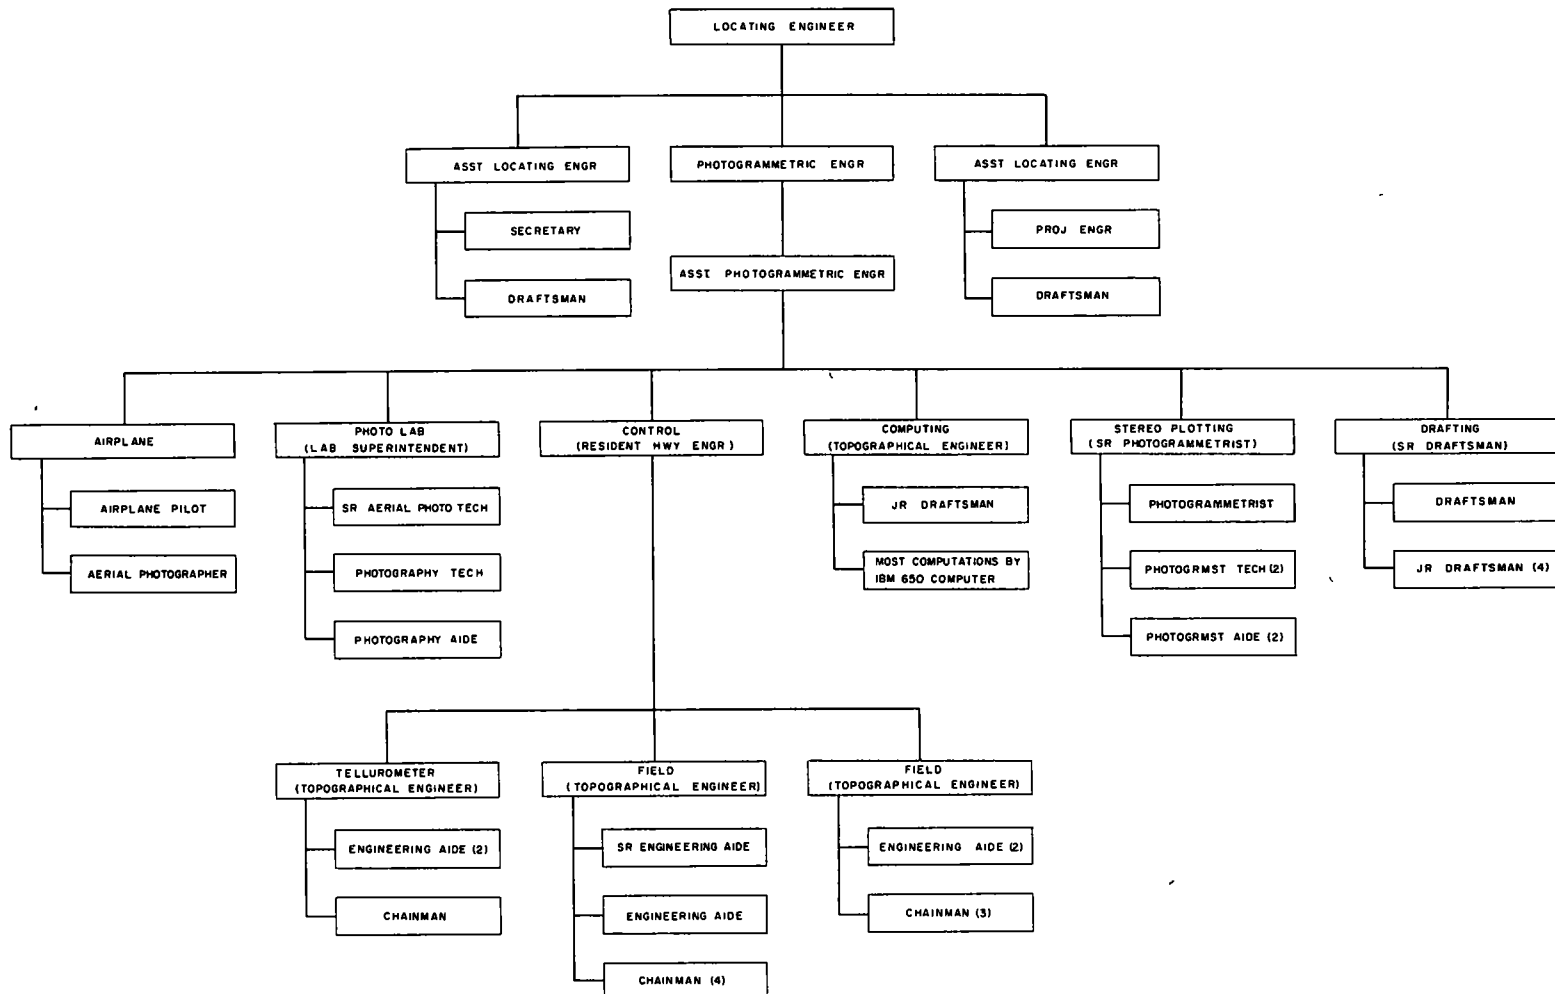 LOCATING ENGINEER
ASST LOCATING ENGR
PHOTOGRAMMETRIC ENGR
ASST LOCATING ENGR
SECRETARY
PROJ ENGR
ASST PHOTOGRAMMETRIC ENGR
DRAFTSMAN
DRAFTSMAN
AIRPLANE
PHOTO LAB
(LAB SUPERINTENDENT)
CONTROL
(RESIDENT HWY ENGR)
COMPUTING
(TOPOGRAPHICAL ENGINEER)
STEREO PLOTTING
(SR PHOTOGRAMMETRIST)
DRAFTING
(SR DRAFTSMAN)
AIRPLANE PILOT
SR AERIAL PHOTO TECH
JR DRAFTSMAN
PHOTOGRAMMETRIST
DRAFTSMAN
AERIAL PHOTOGRAPHER
PHOTOGRAPHY TECH
MOST COMPUTATIONS BY
IBM 650 COMPUTER
PHOTOGRMST TECH (2)
JR DRAFTSMAN (4)
PHOTOGRAPHY AIDE
PHOTOGRMST AIDE (2)
TELLUROMETER
(TOPOGRAPHICAL ENGINEER)
FIELD
(TOPOGRAPHICAL ENGINEER)
FIELD
(TOPOGRAPHICAL ENGINEER)
ENGINEERING AIDE (2)
SR ENGINEERING AIDE
ENGINEERING AIDE (2)
CHAINMAN
ENGINEERING AIDE
CHAINMAN (3)
CHAINMAN (4)